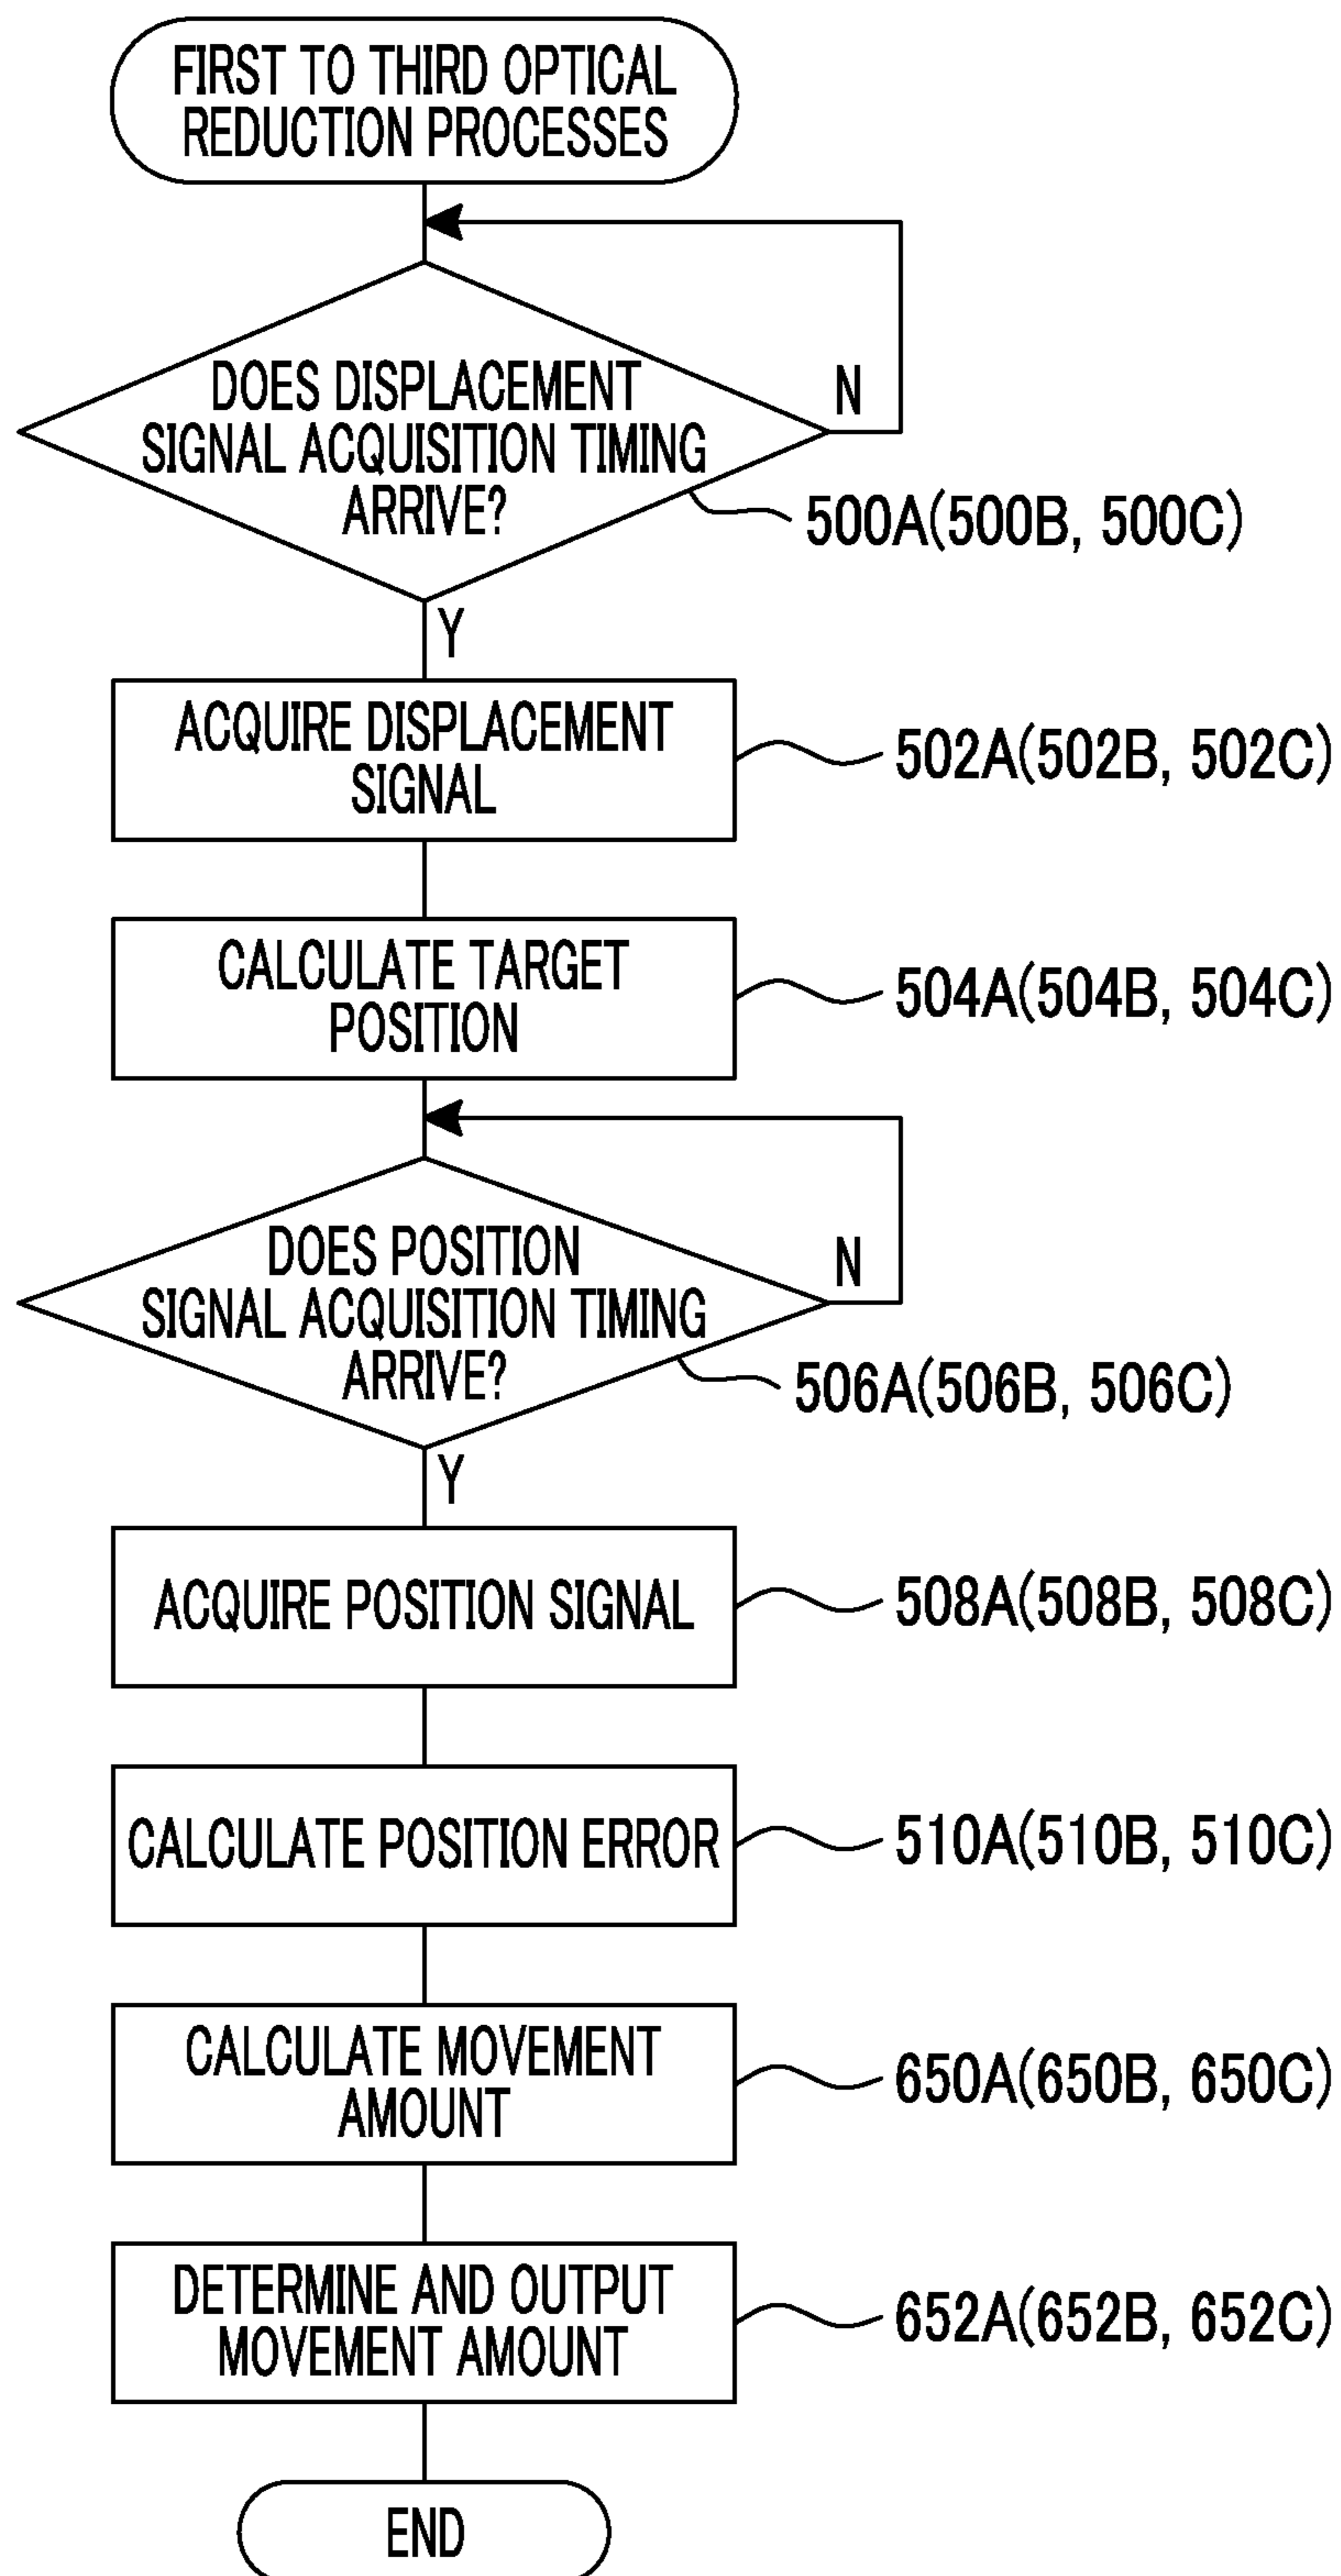 FIRST TO THIRD OPTICAL
REDUCTION PROCESSES
DOES DISPLACEMENT
SIGNAL ACQUISITION TIMING
ARRIVE?
N
500A(500B, 500C)
Y
ACQUIRE DISPLACEMENT
SIGNAL
502A(502B, 502C)
CALCULATE TARGET
POSITION
504A(504B, 504C)
DOES POSITION
SIGNAL ACQUISITION TIMING
ARRIVE?
N
506A(506B, 506C)
Y
ACQUIRE POSITION SIGNAL
508A(508B, 508C)
CALCULATE POSITION ERROR
510A(510B, 510C)
CALCULATE MOVEMENT
AMOUNT
650A(650B, 650C)
DETERMINE AND OUTPUT
MOVEMENT AMOUNT
652A(652B, 652C)
END